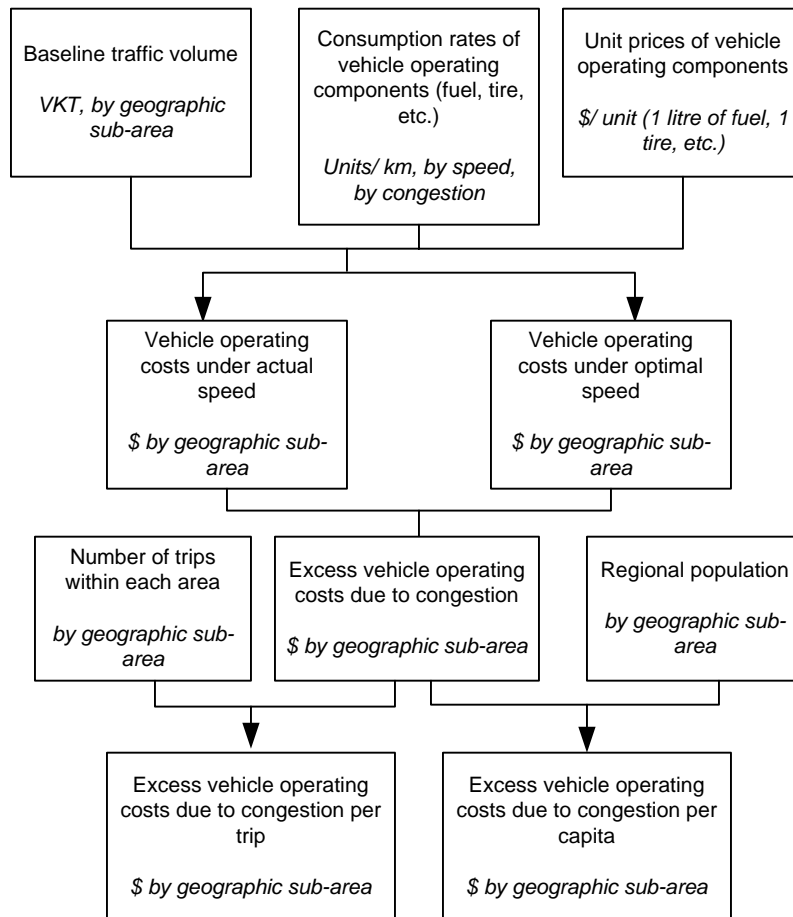 Baseline traffic volume
VKT, by geographic
sub-area
Consumption rates of
vehicle operating
components (fuel, tire,
etc.)
Units/ km, by speed,
by congestion
Unit prices of vehicle
operating components
$/ unit (1 litre of fuel, 1
tire, etc.)
Vehicle operating
costs under actual
speed
$ by geographic sub-
area
Vehicle operating
costs under optimal
speed
$ by geographic sub-
area
Number of trips
within each area
by geographic sub-
area
Excess vehicle operating
costs due to congestion
$ by geographic sub-area
Regional population
by geographic sub-
area
Excess vehicle operating
costs due to congestion per
trip
$ by geographic sub-area
Excess vehicle operating
costs due to congestion per
capita
$ by geographic sub-area